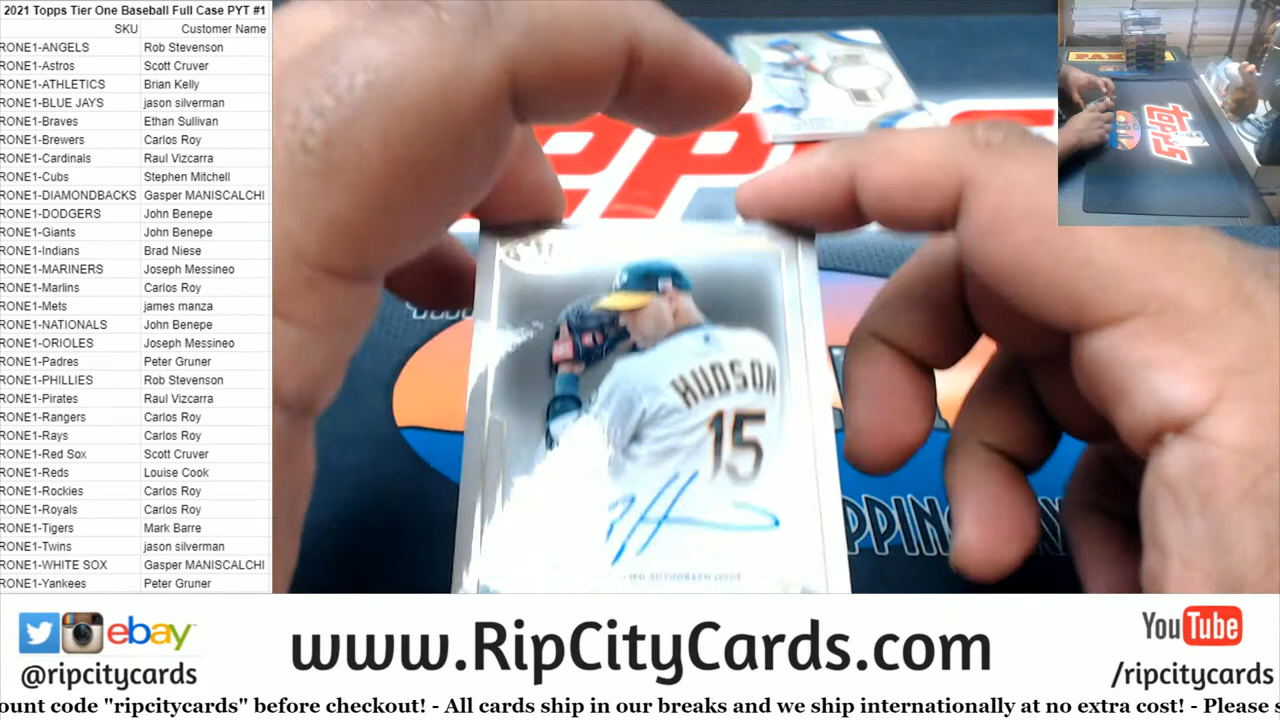 2021 Topps Tier One Baseball Full Case PYT #1
SKU Customer Name
RONE1-ANGELS Rob Stevenson
RONE1-Astros Scott Cruver
RONE1-ATHLETICS Brian Kelly
RONE1-BLUE JAYS jason silverman
RONE1-Braves Ethan Sullivan
RONE1-Brewers Carlos Roy
RONE1-Cardinals Raul Vizcarra
RONE1-Cubs Stephen Mitchell
RONE1-DIAMONDBACKS Gasper MANISCALCHI
RONE1-DODGERS John Benepe
RONE1-Giants John Benepe
RONE1-Indians Brad Niese
RONE1-MARINERS Joseph Messineo
RONE1-Marlins Carlos Roy
RONE1-Mets james manza
RONE1-NATIONALS John Benepe
RONE1-ORIOLES Joseph Messineo
RONE1-Padres Peter Gruner
RONE1-PHILLIES Rob Stevenson
RONE1-Pirates Raul Vizcarra
RONE1-Rangers Carlos Roy
RONE1-Rays Carlos Roy
RONE1-Red Sox Scott Cruver
RONE1-Reds Louise Cook
RONE1-Rockies Carlos Roy
RONE1-Royals Carlos Roy
RONE1-Tigers Mark Barre
RONE1-Twins jason silverman
RONE1-WHITE SOX Gasper MANISCALCHI
RONE1-Yankees Peter Gruner
HUDSON
15
AUTOGRAPH ISSUE
PPIN
topps
ebay
@ripcitycards
www.RipCityCards.com
YouTube
/ripcitycards
ount code "ripcitycards" before checkout! - All cards ship in our breaks and we ship internationally at no extra cost! - Please s